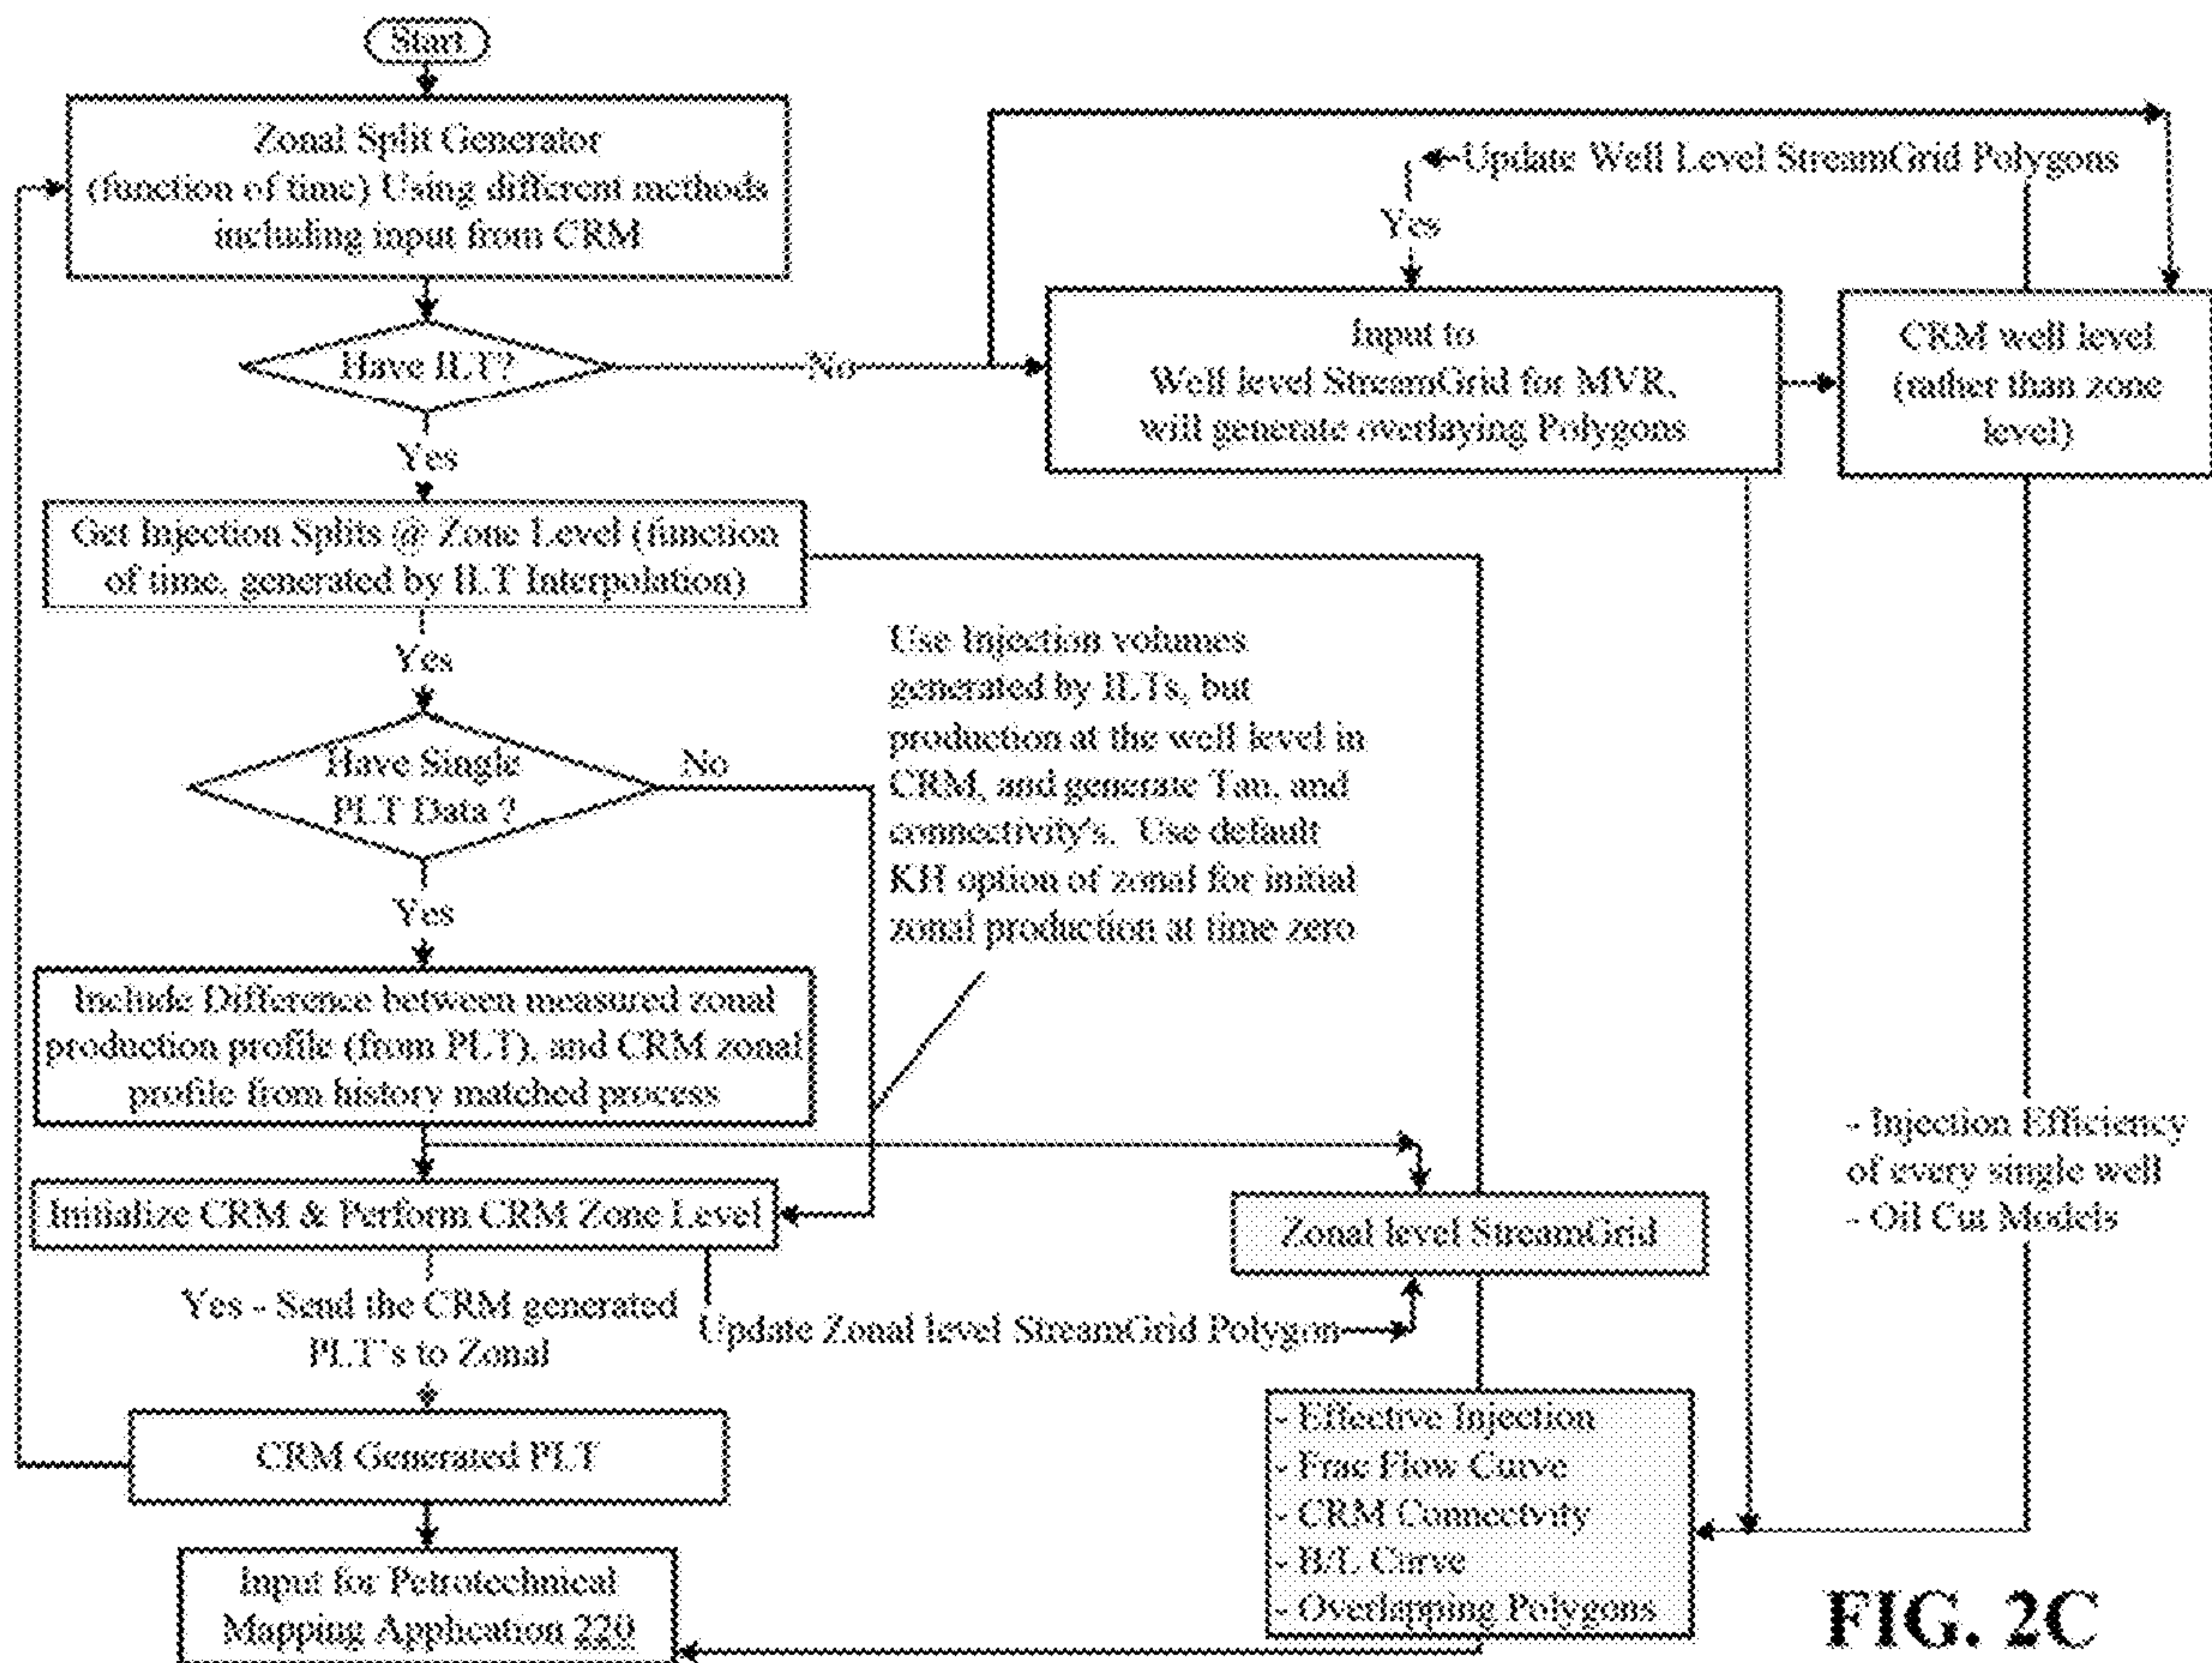 Start
Zonal Split Generator
(function of time) Using different methods
including input from CRM
Update Well Level StreamGrid Polygons
Yes
Have ILT?
No
Input to
Well level StreamGrid for MVR,
will generate overlaying Polygons
CRM well level
(rather than zone
level)
Yes
Get Injection Splits @ Zone Level (function
of time, generated by ILT Interpolation)
Yes
Use Injection volumes
generated by ILTs, but
production at the well level in
CRM, and generate Tau, and
connectivity's. Use default
KH option of zonal for initial
zonal production at time zero
Have Single
PLT Data ?
No
Yes
Include Difference between measured zonal
production profile (from PLT), and CRM zonal
profile from history matched process
- Injection Efficiency
of every single well
- Oil Cut Models
Initialize CRM & Perform CRM Zone Level
Zonal level StreamGrid
Yes - Send the CRM generated
PLT's to Zonal
Update Zonal level StreamGrid Polygon
CRM Generated PLT
- Effective Injection
- Frac Flow Curve
- CRM Connectvity
- B/L Curve
- Overlapping Polygons
Input for Petrotechnical
Mapping Application 220
FIG. 2C